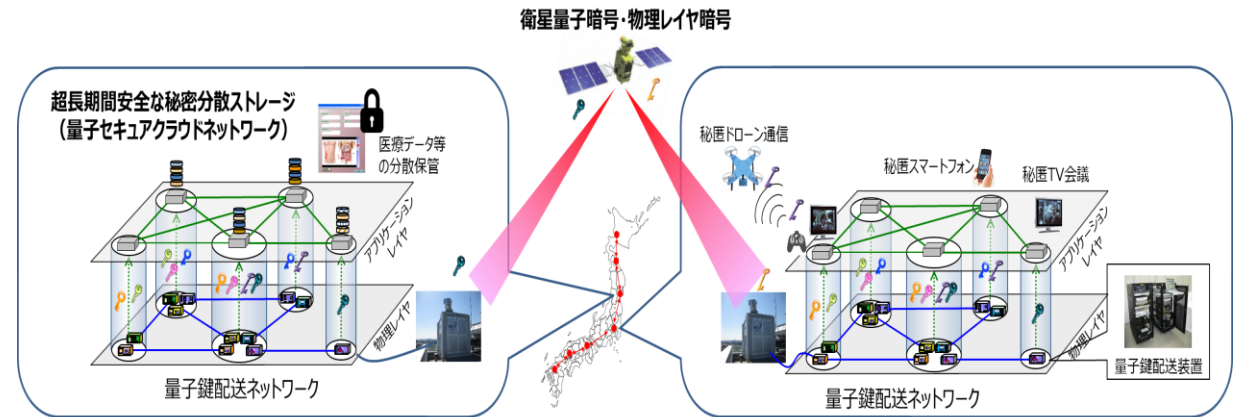 衛星量子暗号・物理レイヤ暗号
超長期間安全な秘密分散ストレージ
（量子セキュアクラウドネットワーク）
医療データ等
の分散保管
アプリケーション
レイヤ
物理レイヤ
量子鍵配送ネットワーク
秘匿ドローン通信
秘匿スマートフォン
秘匿TV会議
アプリケーション
レイヤ
物理レイヤ
量子鍵配送装置
量子鍵配送ネットワーク